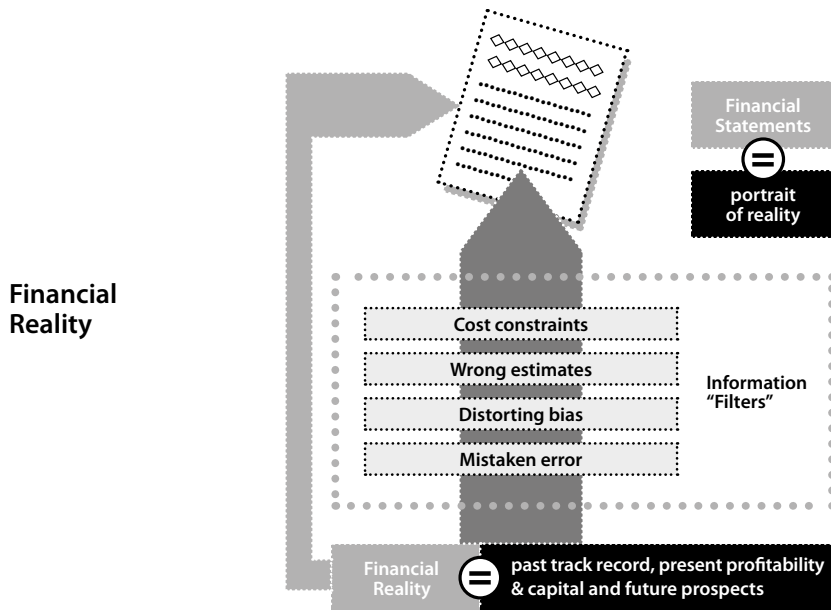 Financial
Statements
=
portrait
of reality
Financial
Reality
Cost constraints
Wrong estimates
Distorting bias
Mistaken error
Information
“Filters”
Financial
Reality
=
past track record, present profitability
& capital and future prospects